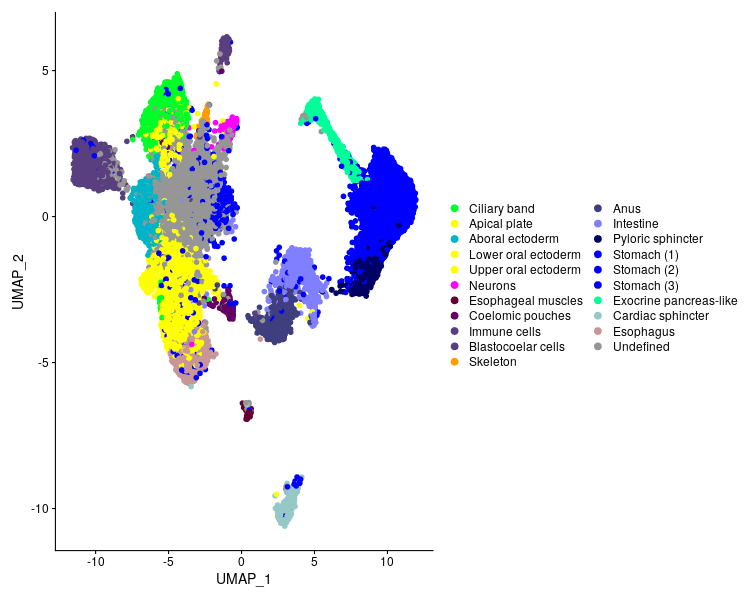 5
0
-5
-10
UMAP_2
-10 -5 0 5 10
UMAP_1
Ciliary band
Apical plate
Aboral ectoderm
Lower oral ectoderm
Upper oral ectoderm
Neurons
Esophageal muscles
Coelomic pouches
Immune cells
Blastocoelar cells
Skeleton
Anus
Intestine
Pyloric sphincter
Stomach (1)
Stomach (2)
Stomach (3)
Exocrine pancreas-like
Cardiac sphincter
Esophagus
Undefined